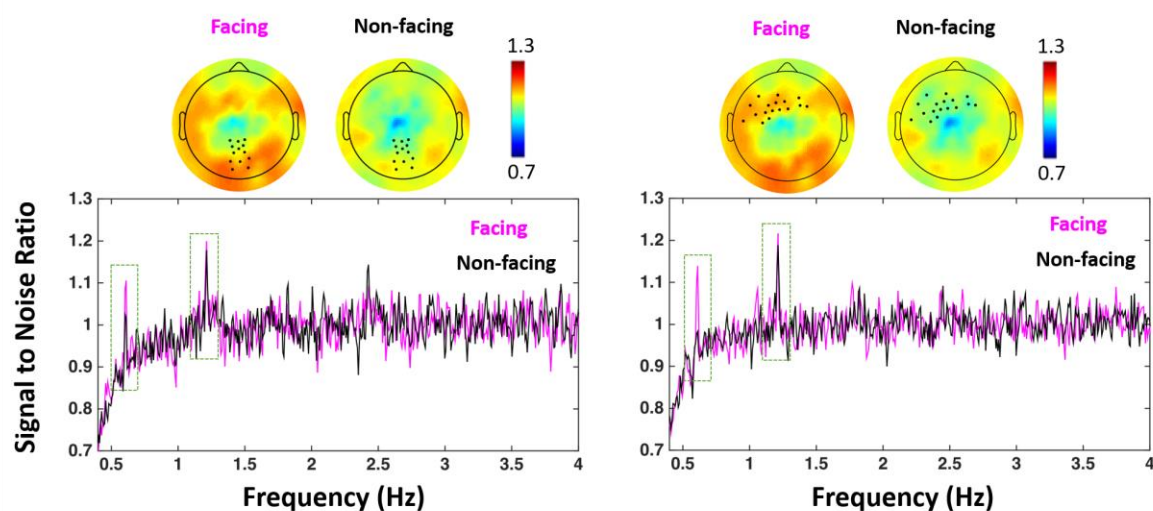 Facing Non-facing
1.3
0.7
Facing Non-facing
1.3
0.7
Signal to Noise Ratio
1.3
1.2
1.1
1
0.9
0.8
0.7
Facing
Non-facing
0.5 1 1.5 2 2.5 3 3.5 4
Frequency (Hz)
1.3
1.2
1.1
1
0.9
0.8
0.7
Facing
Non-facing
0.5 1 1.5 2 2.5 3 3.5 4
Frequency (Hz)